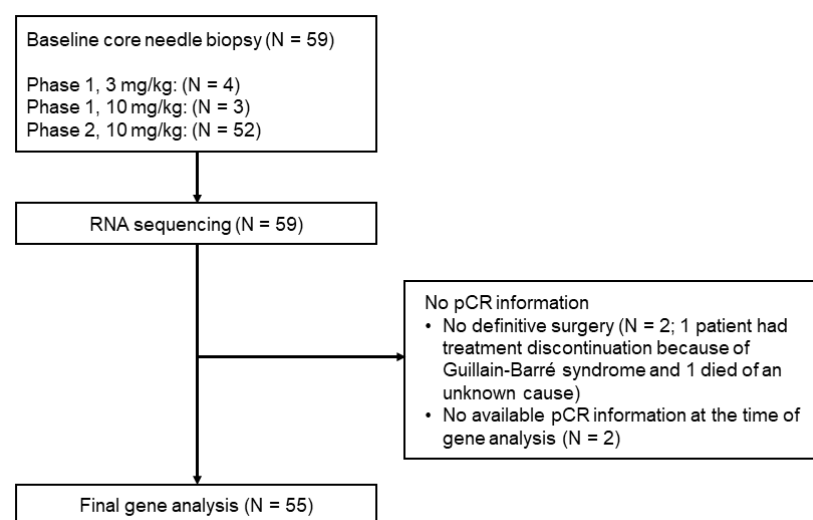 Baseline core needle biopsy (N = 59)
Phase 1, 3 mg/kg: (N = 4)
Phase 1, 10 mg/kg: (N = 3)
Phase 2, 10 mg/kg: (N = 52)
RNA sequencing (N = 59)
No pCR information
• No definitive surgery (N = 2; 1 patient had
treatment discontinuation because of
Guillain-Barré syndrome and 1 died of an
unknown cause)
• No available pCR information at the time of
gene analysis (N = 2)
Final gene analysis (N = 55)